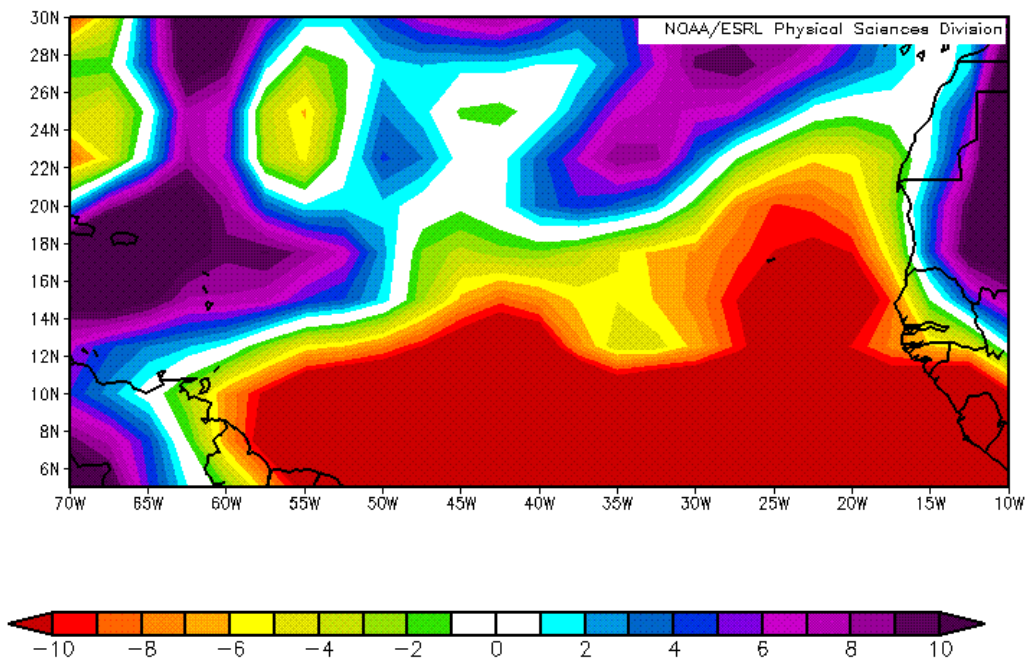 30N
NOAA/ESRL Physical Sciences Division
28N
26N
24N
22N
20N
18N
16N
14N
12N
10N
8N
6N
70W 65W 60W 55W 50W 45W 40W 35W 30W 25W 20W 15W 10W
−10 −8 −6 −4 −2 0 2 4 6 8 10